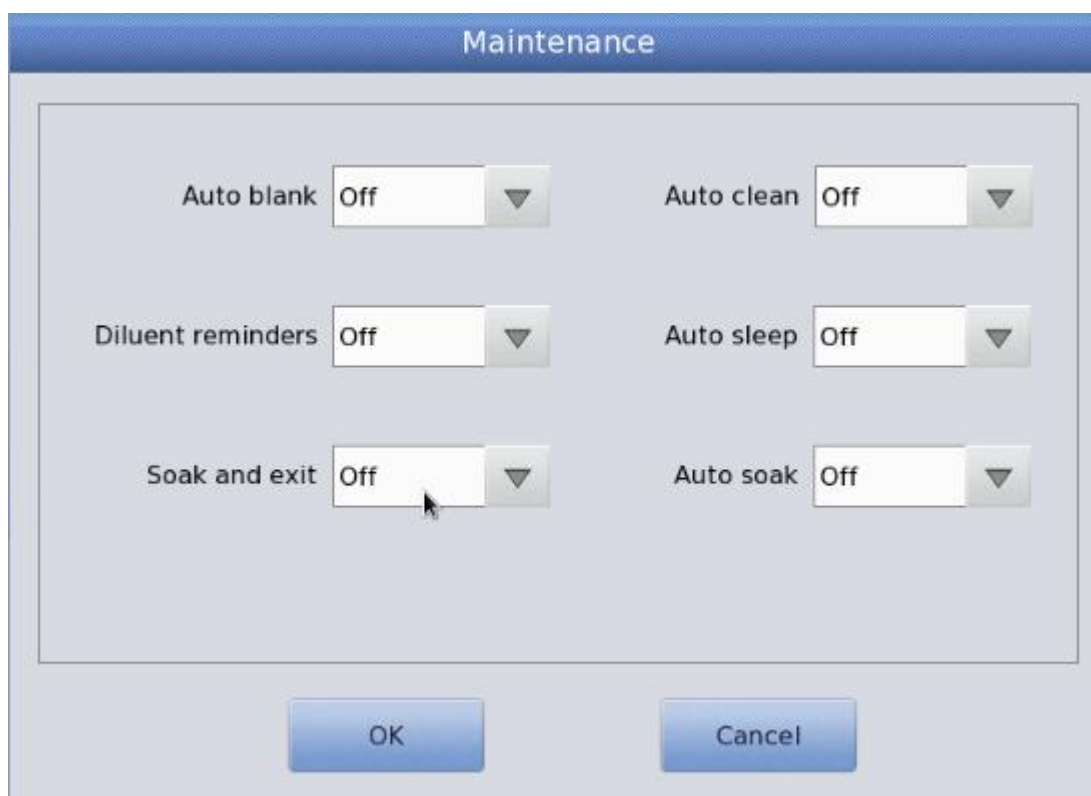 Maintenance
Auto blank Off Auto clean Off
Diluent reminders Off Auto sleep Off
Soak and exit Off Auto soak Off
OK Cancel